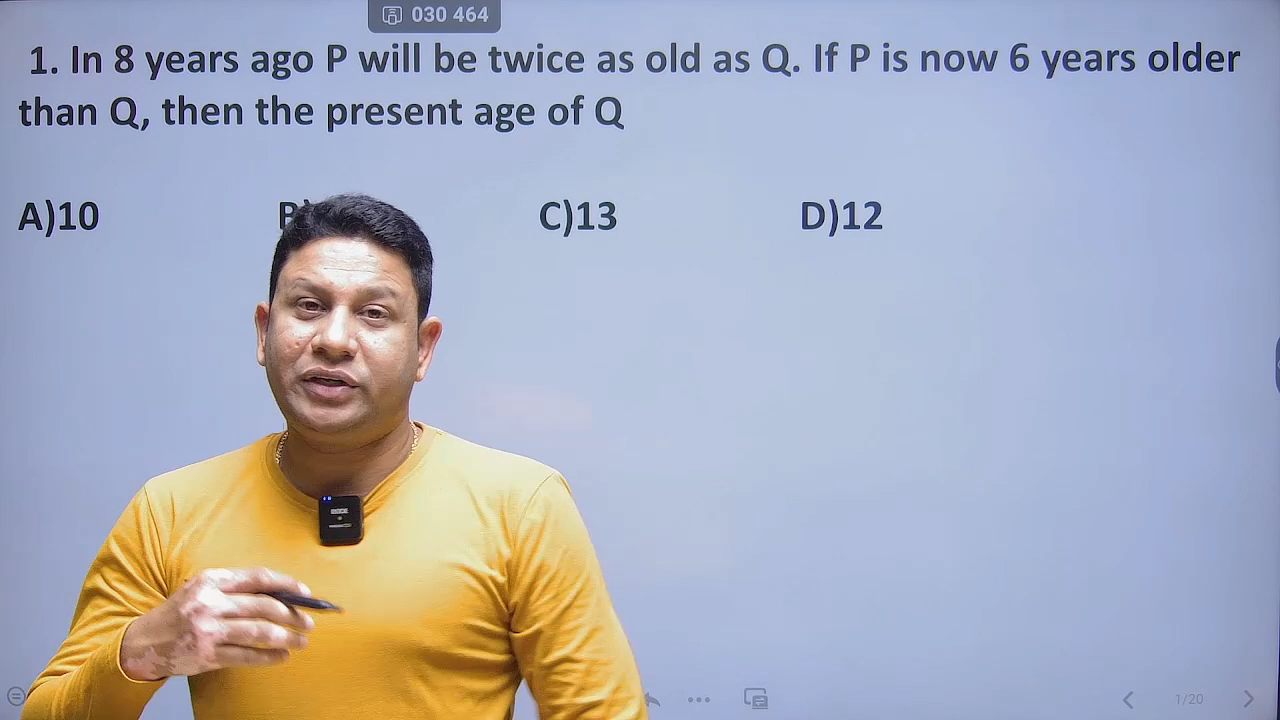 030 464
1. In 8 years ago P will be twice as old as Q. If P is now 6 years older
than Q, then the present age of Q
A)10 C)13 D)12
RØDE
1/20